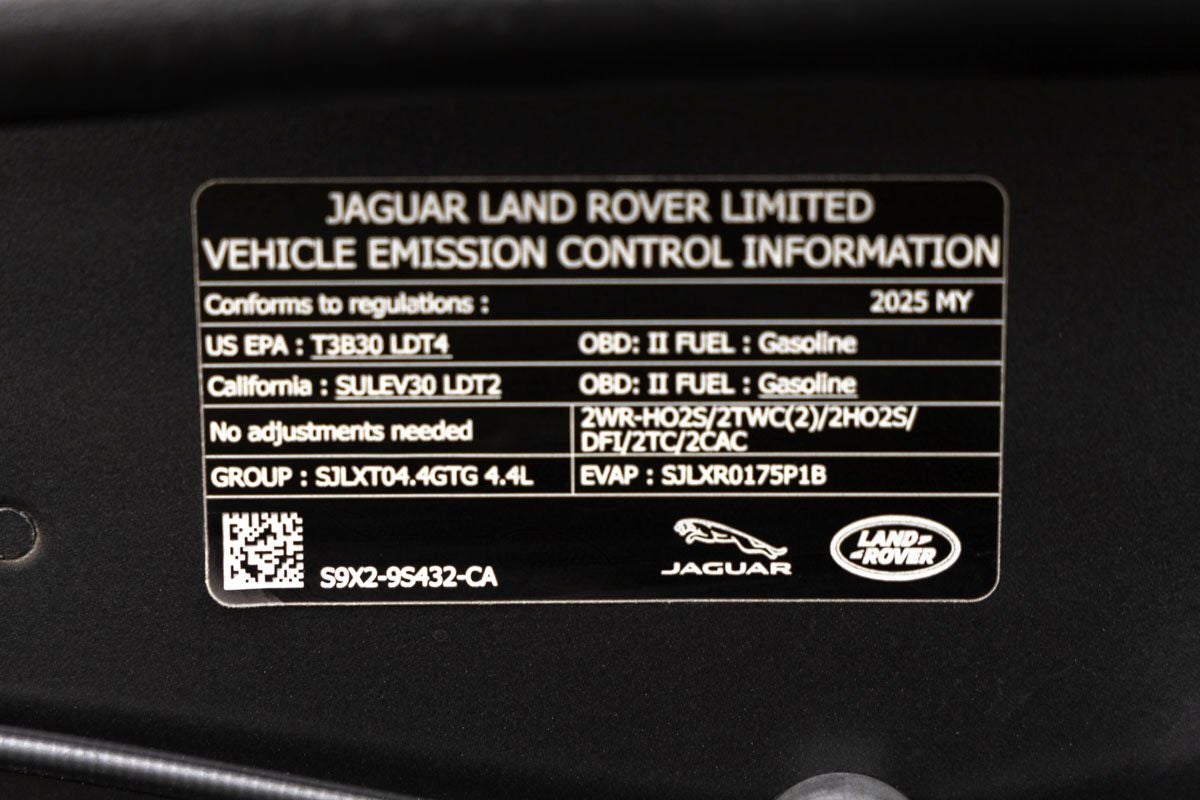 JAGUAR LAND ROVER LIMITED
VEHICLE EMISSION CONTROL INFORMATION
Conforms to regulations : 2025 MY
US EPA : T3B30 LDT4 OBD: II FUEL : Gasoline
California : SULEV30 LDT2 OBD: II FUEL : Gasoline
No adjustments needed
2WR-HO2S/2TWC(2)/2HO2S/
DFI/2TC/2CAC
GROUP : SJLXT04.4GTG 4.4L EVAP : SJLXR0175P1B
S9X2-9S432-CA
JAGUAR
LAND
ROVER